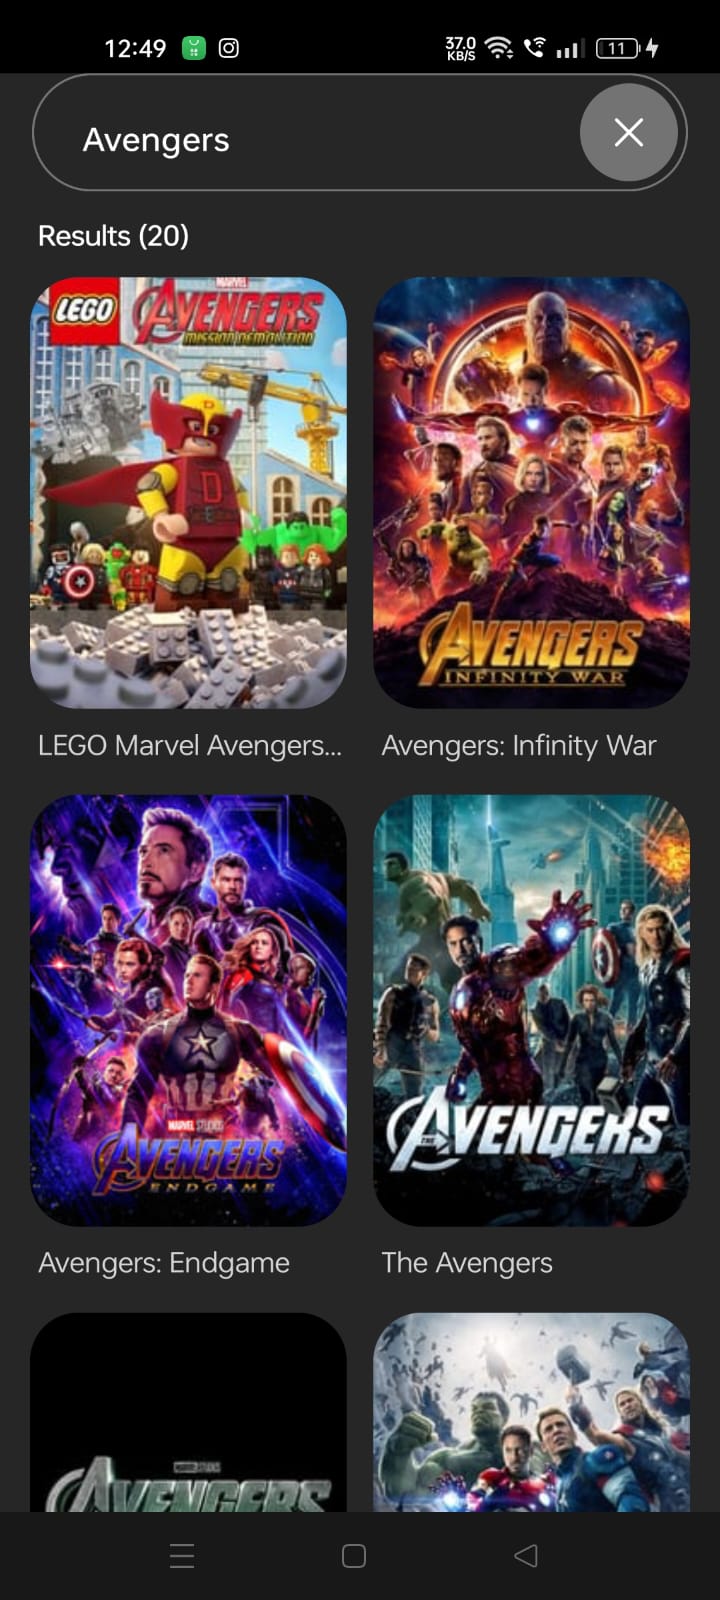 12:49
37.0
KB/S
11
Avengers
Results (20)
MARVEL
LEGO AVENGERS
MISSION DEMOLITION
D
AVENGERS
INFINITY WAR
LEGO Marvel Avengers...
Avengers: Infinity War
MARVEL STUDIOS
AVENGERS
ENDGAME
THE AVENGERS
Avengers: Endgame
The Avengers
MARVEL STUDIOS
AVENGERS